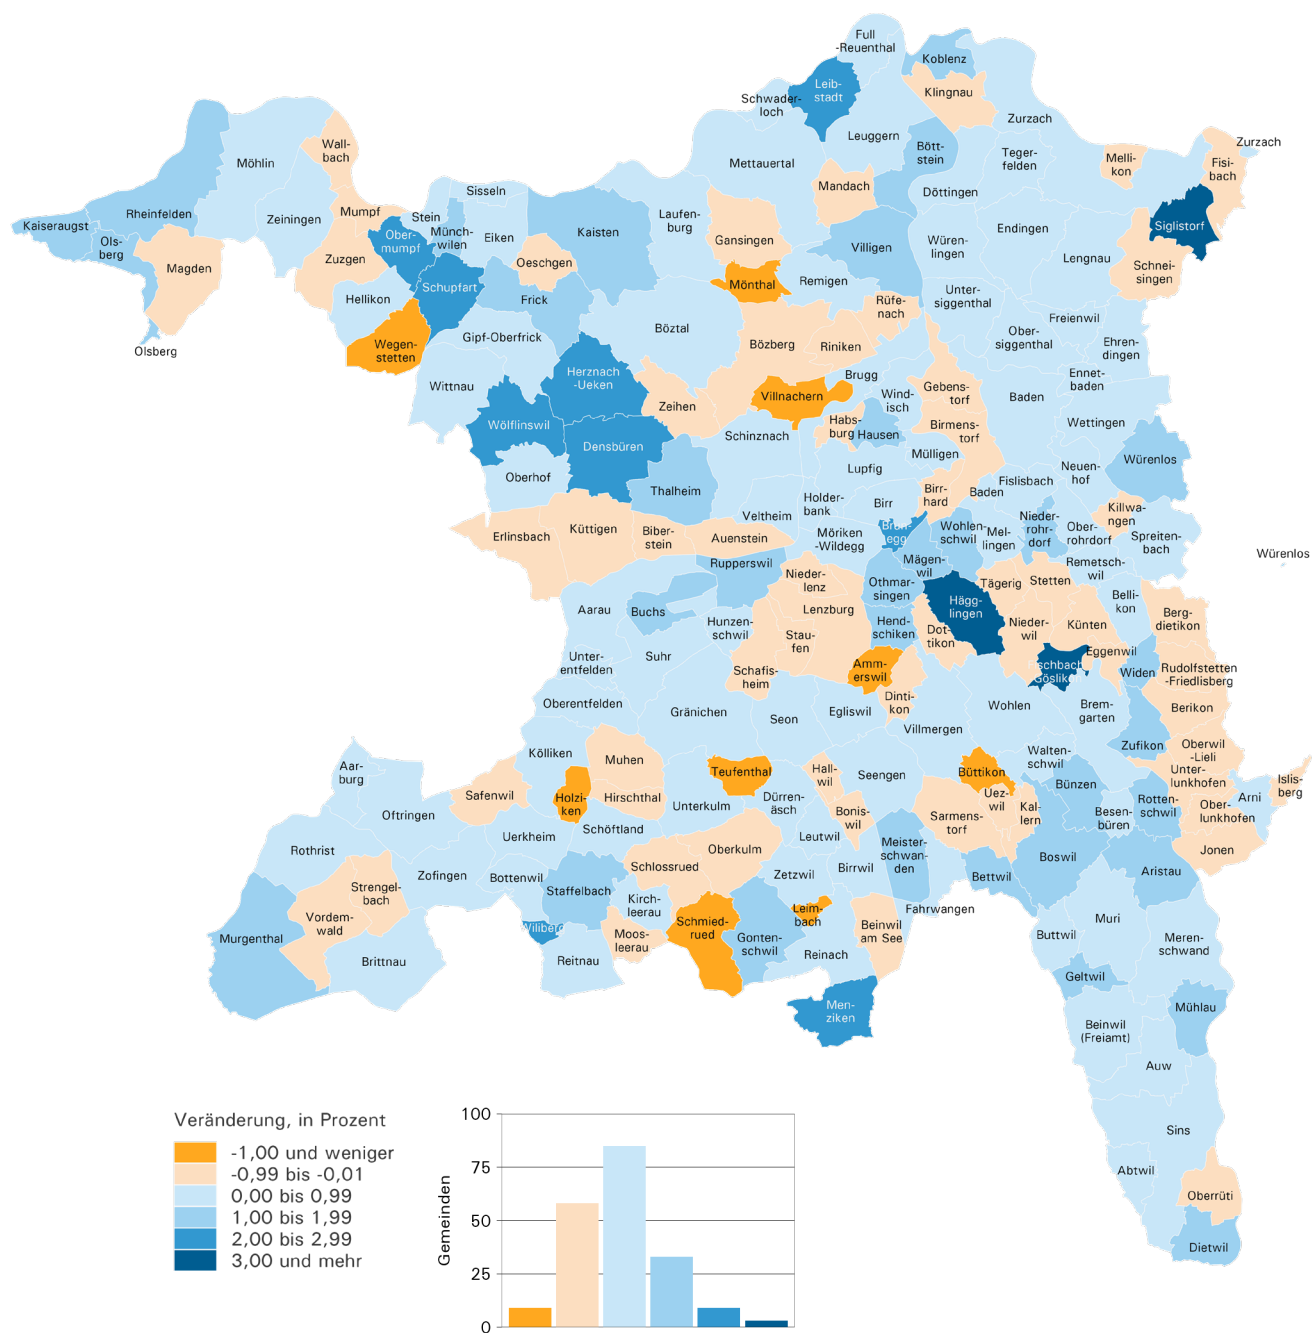 Full
-Reuenthal
Koblenz
Leib-
stadt
Klingnau
Schwader-
loch
Zurzach
Leuggern
Wall-
bach
Zurzach
Möhlin
Bött-
stein
Teger-
felden
Melli-
kon
Fisi-
bach
Mettauertal
Mandach
Sisseln
Döttingen
Rheinfelden
Mumpf
Stein
Laufen-
burg
Kaiseraugst
Zeiningen
Ober-
mumpf
Münch-
wilen
Eiken
Kaisten
Gansingen
Villigen
Würen-
lingen
Endingen
Siglistorf
Ols-
berg
Magden
Zuzgen
Oeschgen
Lengnau
Schnei-
singen
Hellikon
Schupfart
Frick
Mönthal
Remigen
Unter-
siggenthal
Rüfe-
nach
Freienwil
Olsberg
Wegen-
stetten
Gipf-Oberfrick
Böztal
Bözberg
Riniken
Ober-
siggenthal
Ehren-
dingen
Wittnau
Herznach
-Ueken
Brugg
Ennet-
baden
Zeihen
Villnachern
Wind-
isch
Gebens-
torf
Baden
Wölflinswil
Densbüren
Schinznach
Habs-
burg
Hausen
Birmens-
torf
Wettingen
Oberhof
Thalheim
Lupfig
Mülligen
Neuen-
hof
Würenlos
Veltheim
Holder-
bank
Birr
Birr-
hard
Baden
Fislisbach
Erlinsbach
Küttigen
Biber-
stein
Auenstein
Möriken
-Wildegg
Brun-
egg
Wohlen-
schwil
Mel-
lingen
Nieder-
rohr-
dorf
Ober-
rohrdorf
Killwa-
ngen
Spreiten-
bach
Würenlos
Rupperswil
Nieder-
lenz
Othmar-
singen
Mägen-
wil
Tägerig
Stetten
Remetsch-
wil
Aarau
Buchs
Hunzen-
schwil
Lenzburg
Hend-
schiken
Hägg-
lingen
Belli-
kon
Berg-
dietikon
Stau-
fen
Dot-
tikon
Nieder-
wil
Künten
Unter-
entfelden
Suhr
Schafis-
heim
Amm-
erswil
Fischbach-
Göslikon
Eggenwil
Widen
Rudolfstetten
-Friedlisberg
Oberentfelden
Gränichen
Seon
Egliswil
Dinti-
kon
Villmergen
Wohlen
Brem-
garten
Berikon
Kölliken
Muhen
Teufenthal
Hall-
wil
Seengen
Büttikon
Walten-
schwil
Zufikon
Oberwil
-Lieli
Aar-
burg
Safenwil
Holzi-
ken
Hirschthal
Unterkulm
Dürren-
äsch
Bonis-
wil
Sarmens-
torf
Uez-
wil
Kal-
lern
Bünzen
Besen-
büren
Rotten-
schwil
Unter-
lunkhofen
Ober-
lunkhofen
Arni
Islis-
berg
Oftringen
Uerkheim
Schöftland
Leutwil
Rothrist
Oberkulm
Meister-
schwan-
den
Boswil
Jonen
Zofingen
Bottenwil
Schlossrued
Zetzwil
Birrwil
Bettwil
Aristau
Strengel-
bach
Staffelbach
Kirch-
leerau
Vordem-
wald
Wiliberg
Schmied-
rued
Leim-
bach
Fahrwangen
Muri
Murgenthal
Moos-
leerau
Gonten-
schwil
Beinwil
am See
Buttwil
Meren-
schwand
Brittnau
Reitnau
Reinach
Geltwil
Men-
ziken
Mühlau
Beinwil
(Freiamt)
Auw
Sins
Abtwil
Oberrüti
Dietwil
Veränderung, in Prozent
-1,00 und weniger
-0,99 bis -0,01
0,00 bis 0,99
1,00 bis 1,99
2,00 bis 2,99
3,00 und mehr
Gemeinden
100
75
50
25
0